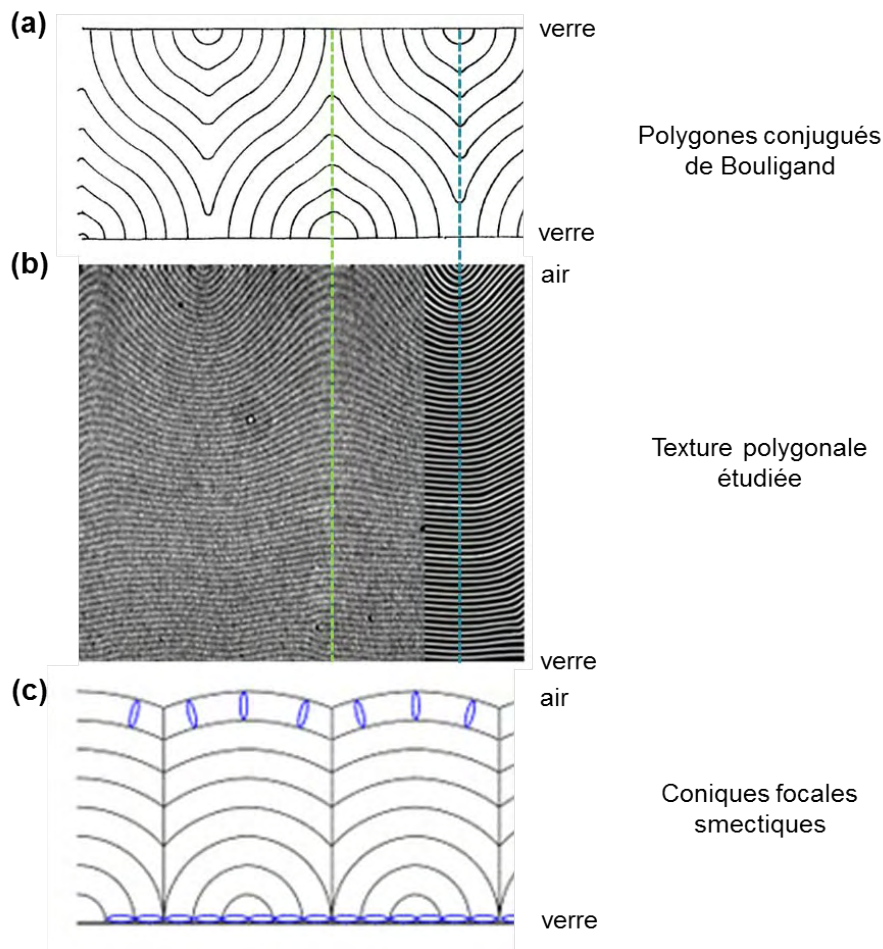 (a)
verre
Polygones conjugués
de Bouligand
verre
(b)
air
Texture polygonale
étudiée
verre
(c)
air
Coniques focales
smectiques
verre